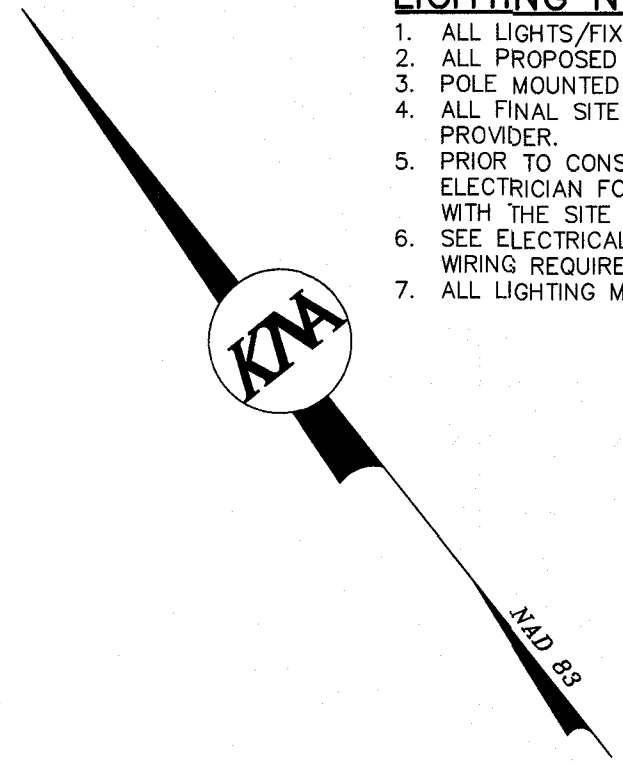 LIGHTING N
1. ALL LIGHTS/FIX
2. ALL PROPOSED
3. POLE MOUNTED
4. ALL FINAL SITE
PROVIDER.
5. PRIOR TO CONS
ELECTRICIAN FO
WITH THE SITE
6. SEE ELECTRICAL
WIRING REQUIRE
7. ALL LIGHTING M
KNA
NAD 83